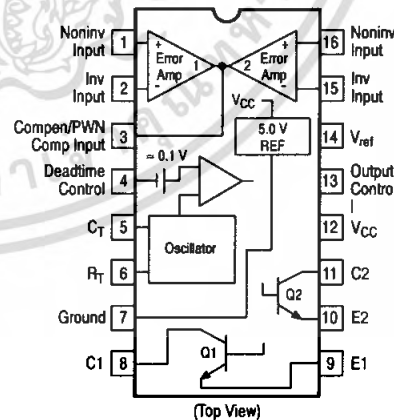 Noninv
Input
1
+
Error
Amp
1
-
2
+
Error
Amp
-
16
Noninv
Input
Inv
Input
2
15
Inv
Input
VCC
Compen/PWN
Comp Input
3
5.0 V
REF
14
Vref
≈ 0.1 V
Deadtime
Control
4
13
Output
Control
CT
5
Oscillator
12
VCC
RT
6
11
C2
Q2
Ground
7
10
E2
C1
8
Q1
9
E1
(Top View)